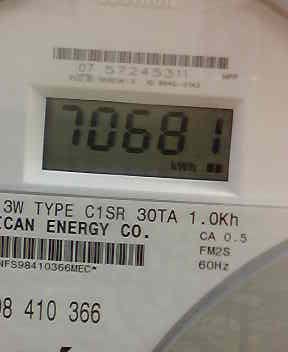 07 57245311
70681
kWh
3W TYPE C1SR 30TA 1.0Kh
ICAN ENERGY CO.
CA 0.5
FM2S
60Hz
NFS98410366MEC*
98 410 366